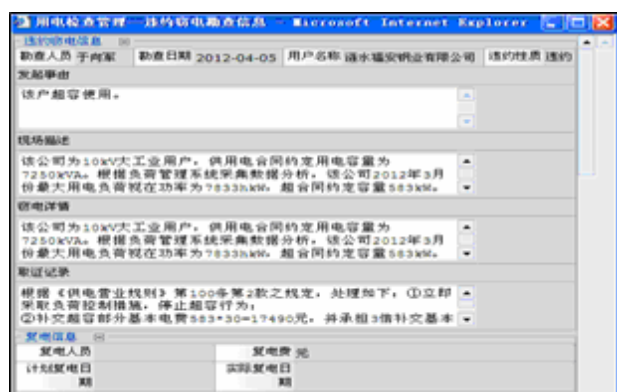 用电检查管理--违约窃电勘查信息 - Microsoft Internet Explorer
违约窃电信息
勘查人员 于向军 勘查日期 2012-04-05 用户名称 涟水福安钢业有限公司 违约性质 违约
发起事由
该户超容使用。
现场描述
该公司为10kV大工业用户。供用电合同约定用电容量为
7250kVA。根据负荷管理系统采集数据分析，该公司2012年3月
份最大用电负荷视在功率为7833hkW。超合同约定容量583kW。
窃电详情
该公司为10kV大工业用户。供用电合同约定用电容量为
7250kVA。根据负荷管理系统采集数据分析，该公司2012年3月
份最大用电负荷视在功率为7833hkW。超合同约定容量583kW。
取证记录
根据《供电营业规则》第100条第2款之规定，处理如下：①立即
采取负荷控制措施，停止超容行为；
②补交超容部分基本电费583*30=17490元，并承担3倍补交基本
复电信息
复电人员 复电费 元
计划复电日 实际复电日
期 期